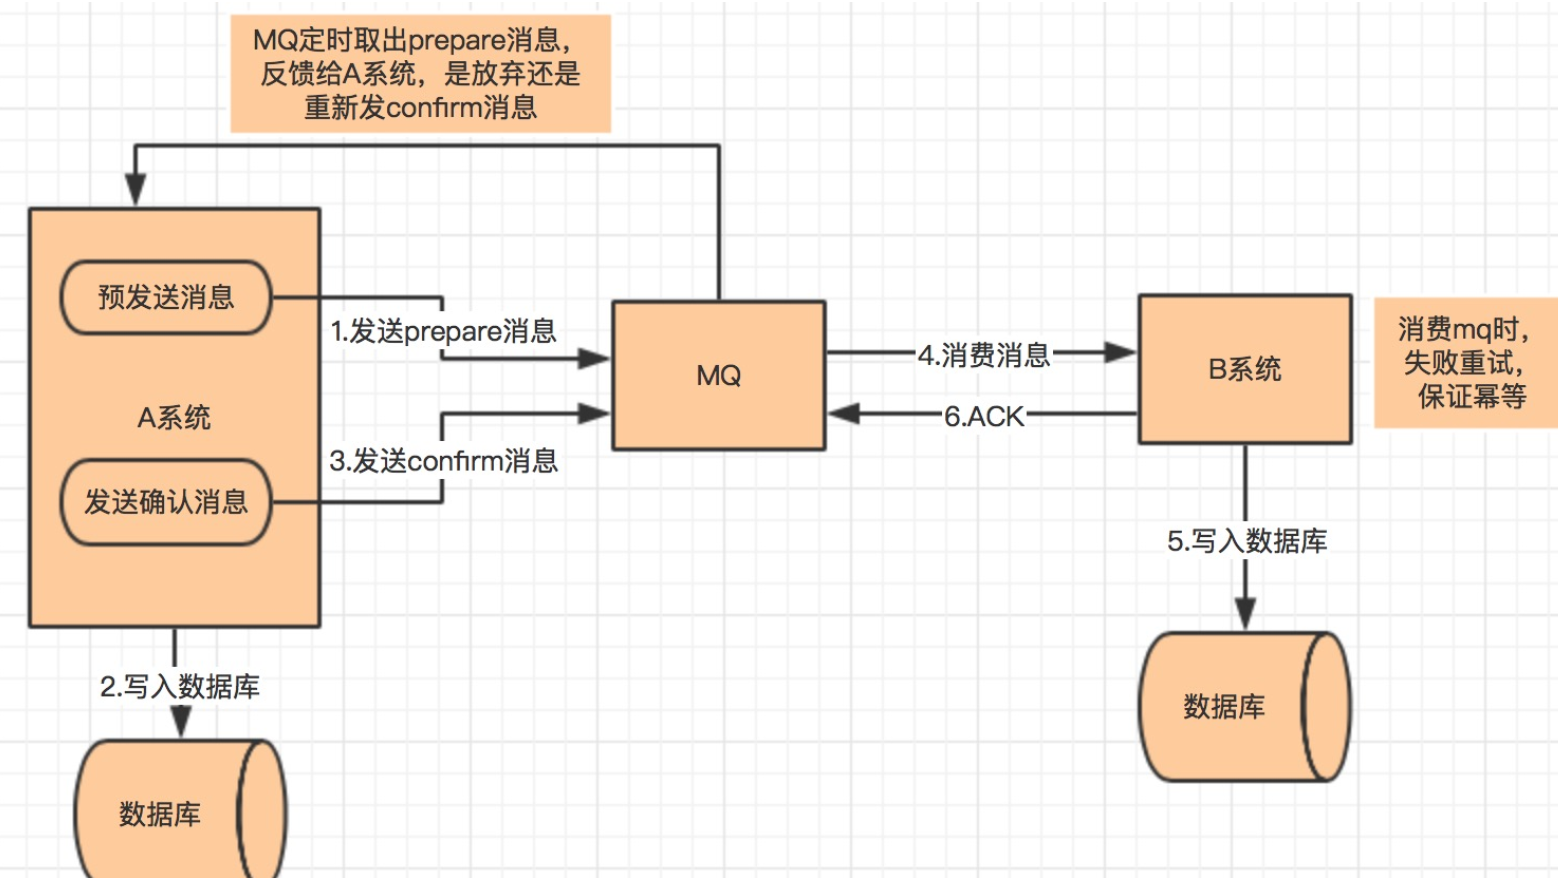 MQ定时取出prepare消息，
反馈给A系统，是放弃还是
重新发confirm消息
预发送消息
1.发送prepare消息
A系统
3.发送confirm消息
发送确认消息
2.写入数据库
数据库
MQ
4.消费消息
6.ACK
B系统
消费mq时，
失败重试，
保证幂等
5.写入数据库
数据库